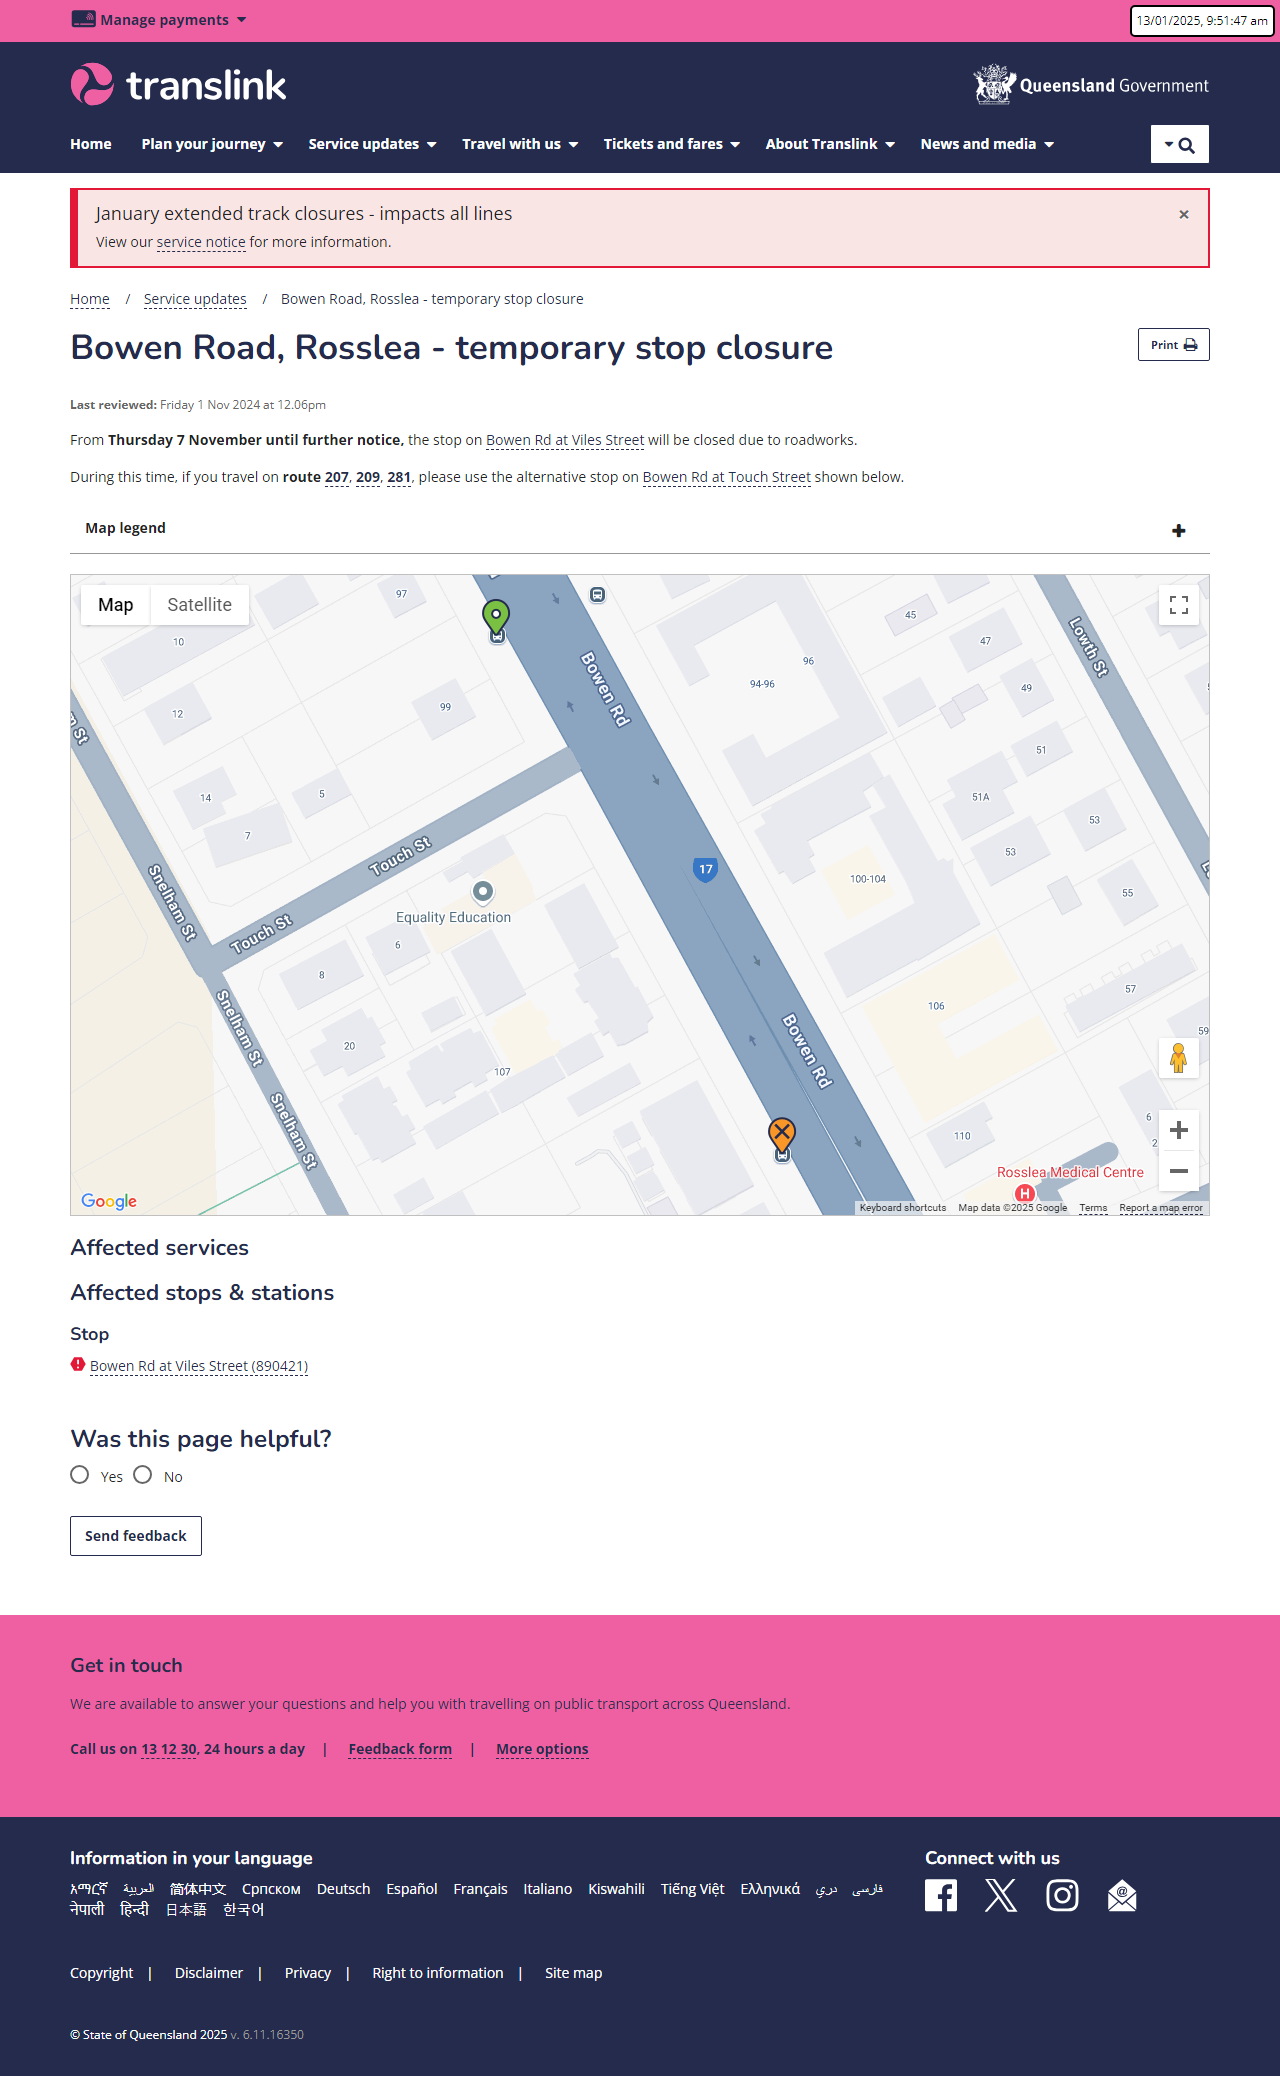 Manage payments
13/01/2025, 9:51:47 am
translink
Queensland Government
Home Plan your journey Service updates Travel with us Tickets and fares About Translink News and media
January extended track closures - impacts all lines
×
View our service notice for more information.
Home / Service updates / Bowen Road, Rosslea - temporary stop closure
Bowen Road, Rosslea - temporary stop closure
Print
Last reviewed: Friday 1 Nov 2024 at 12.06pm
From Thursday 7 November until further notice, the stop on Bowen Rd at Viles Street will be closed due to roadworks.
During this time, if you travel on route 207, 209, 281, please use the alternative stop on Bowen Rd at Touch Street shown below.
Map legend
Map Satellite
97
45
10
47
Lowth St
96
94-96
Bowen Rd
49
99
12
51
14
5
51A
53
7
53
Touch St
17
100-104
55
Snelham St
Equality Education
Touch St
6
8
57
106
Snelham St
59
20
Bowen Rd
107
Snelham St
6
110
2
Rosslea Medical Centre
H
Google
Keyboard shortcuts Map data ©2025 Google Terms Report a map error
Affected services
Affected stops & stations
Stop
Bowen Rd at Viles Street (890421)
Was this page helpful?
Yes No
Send feedback
Get in touch
We are available to answer your questions and help you with travelling on public transport across Queensland.
Call us on 13 12 30, 24 hours a day | Feedback form | More options
Information in your language
Connect with us
አማርኛ العربية 简体中文 Српском Deutsch Español Français Italiano Kiswahili Tiếng Việt Ελληνικά دري فارسی
नेपाली हिन्दी 日本語 한국어
Copyright | Disclaimer | Privacy | Right to information | Site map
© State of Queensland 2025 v. 6.11.16350